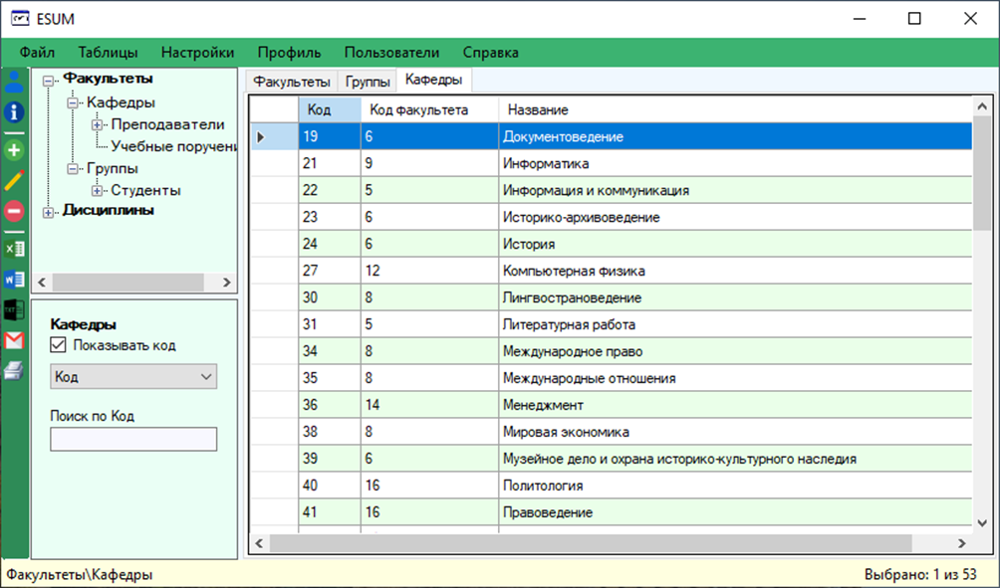 ESUM
Файл Таблицы Настройки Профиль Пользователи Справка
Факультеты
Кафедры
Преподаватели
Учебные поручени
Группы
Студенты
Дисциплины
Кафедры
Показывать код
Код
Поиск по Код
Факультеты Группы Кафедры
Код Код факультета Название
19 6 Документоведение
21 9 Информатика
22 5 Информация и коммуникация
23 6 Историко-архивоведение
24 6 История
27 12 Компьютерная физика
30 8 Лингвострановедение
31 5 Литературная работа
34 8 Международное право
35 8 Международные отношения
36 14 Менеджмент
38 8 Мировая экономика
39 6 Музейное дело и охрана историко-культурного наследия
40 16 Политология
41 16 Правоведение
Факультеты\Кафедры
Выбрано: 1 из 53